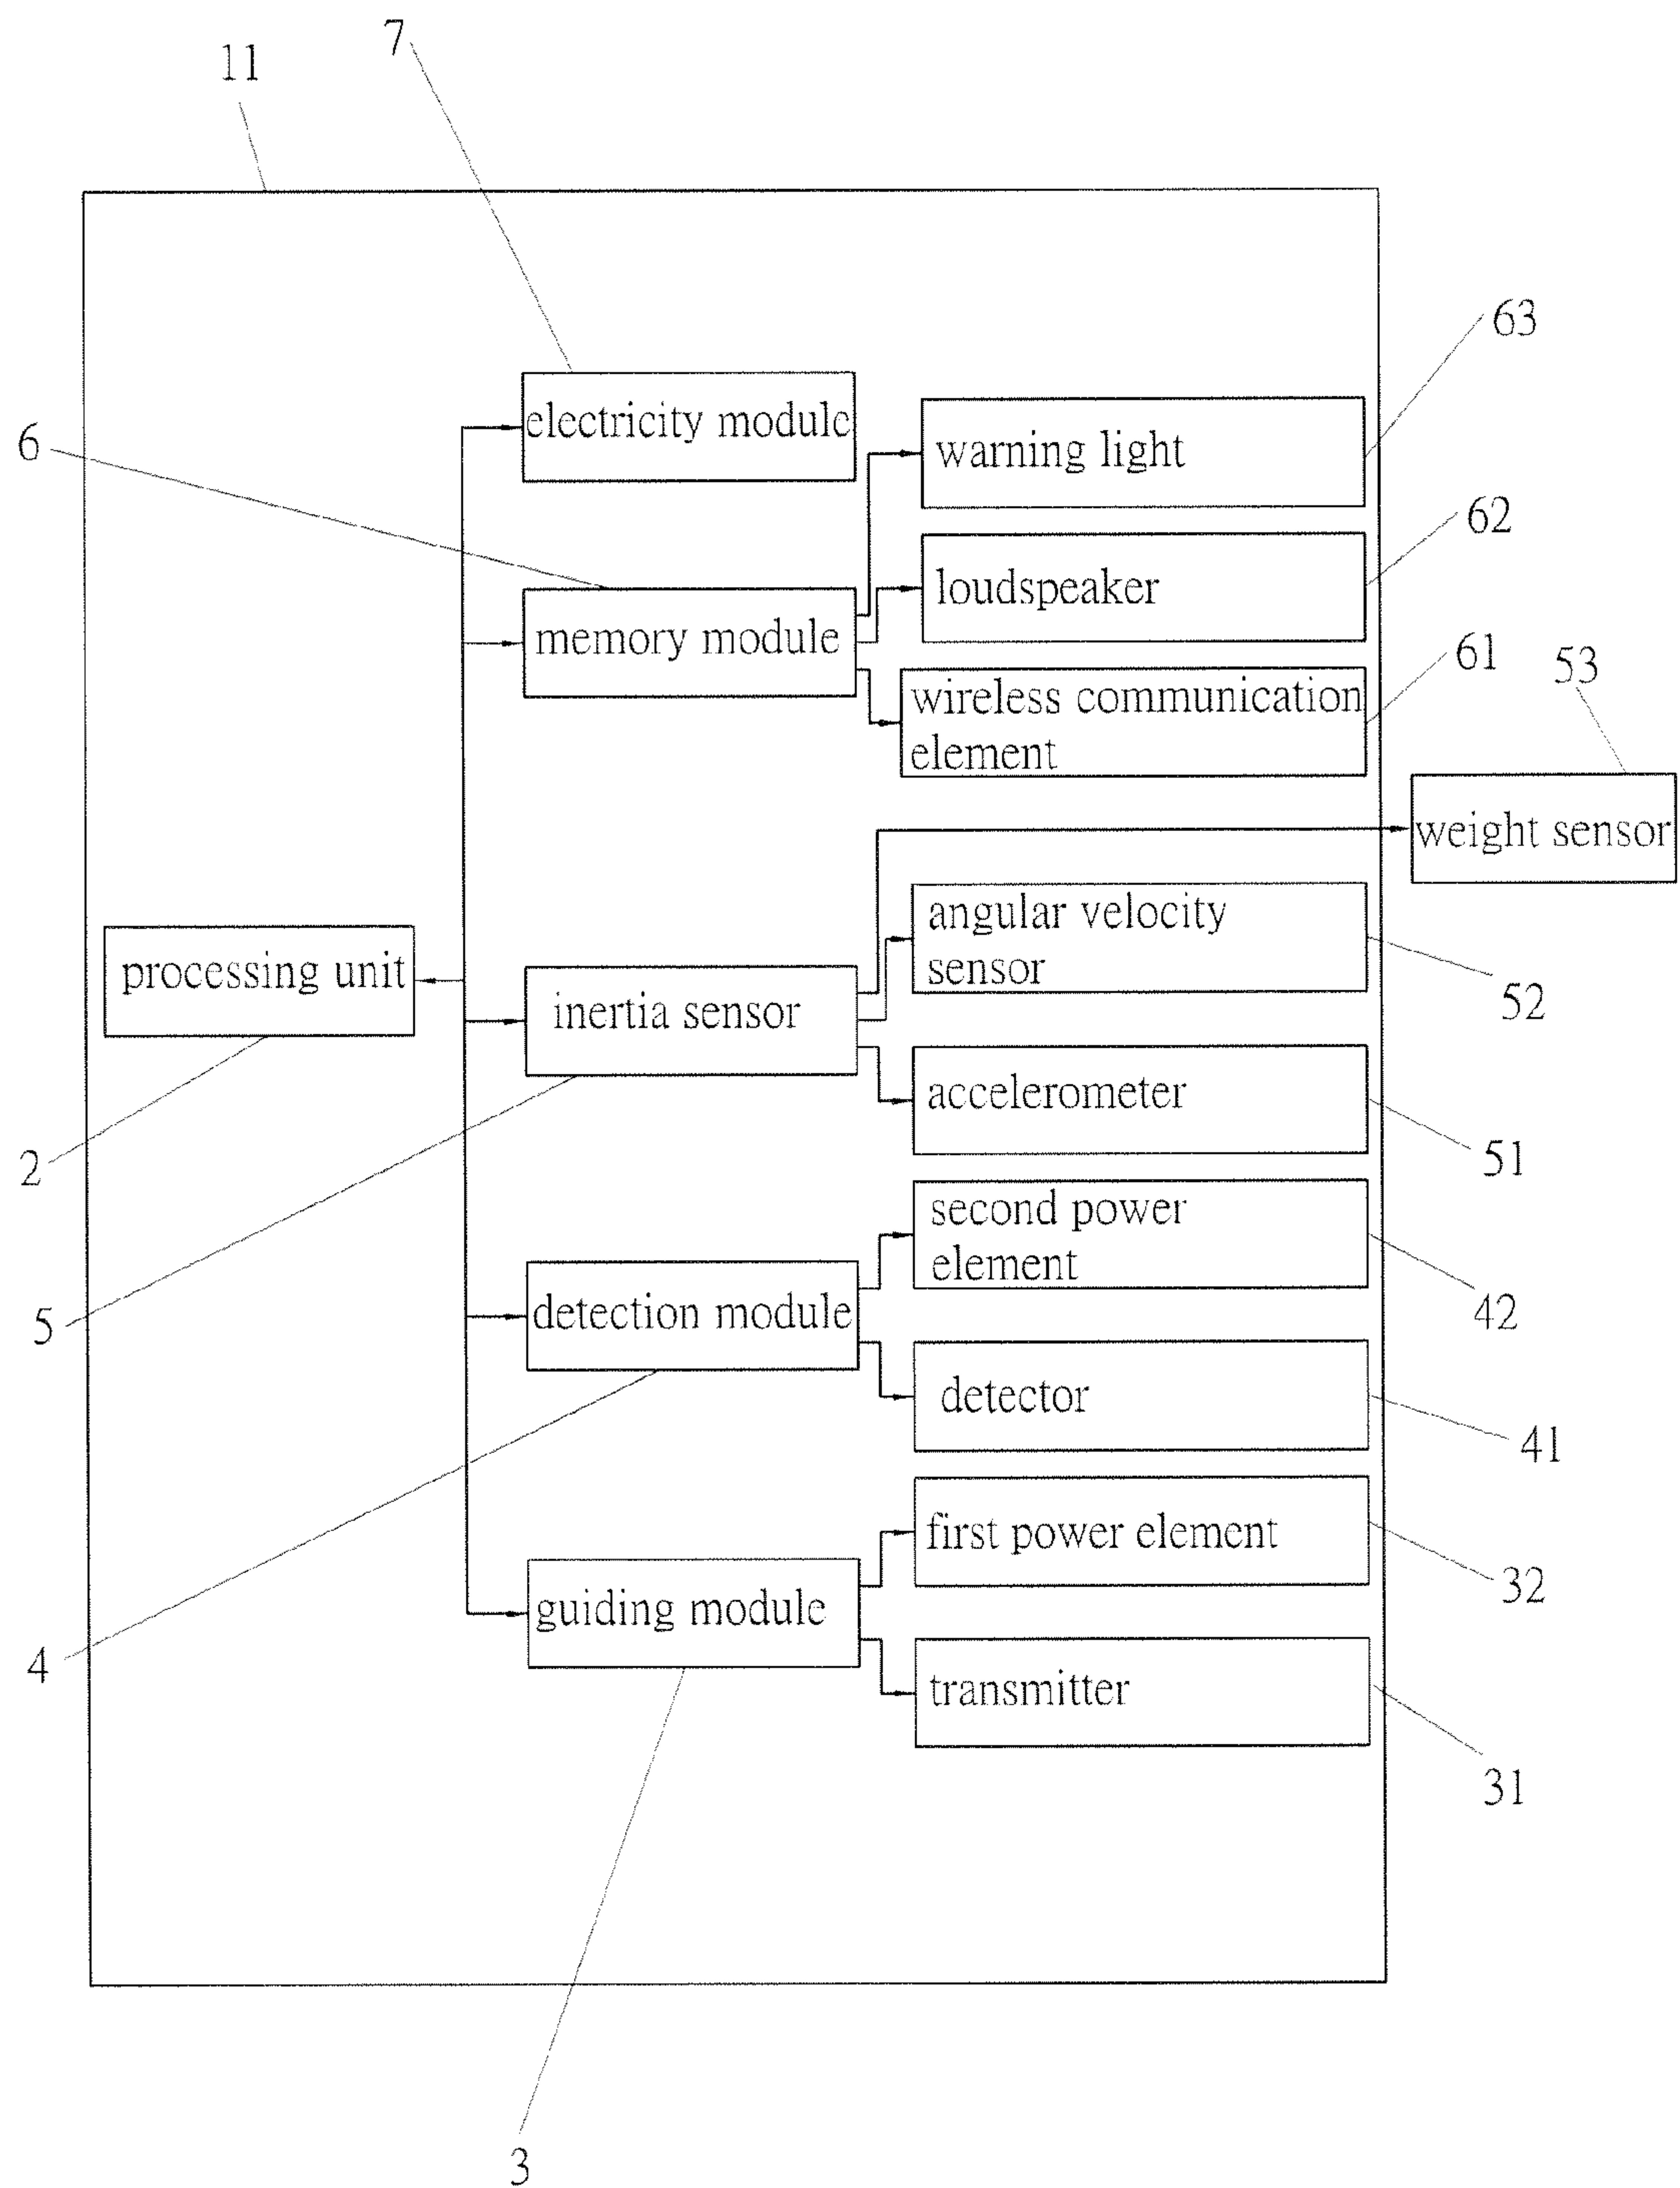 7
11
63
electricity module
warning light
6
62
loudspeaker
memory module
61
53
wireless communication
element
weight sensor
angular velocity
sensor
processing unit
52
inertia sensor
accelerometer
2
51
second power
element
5
42
detection module
detector
41
first power element
32
guiding module
4
transmitter
31
3